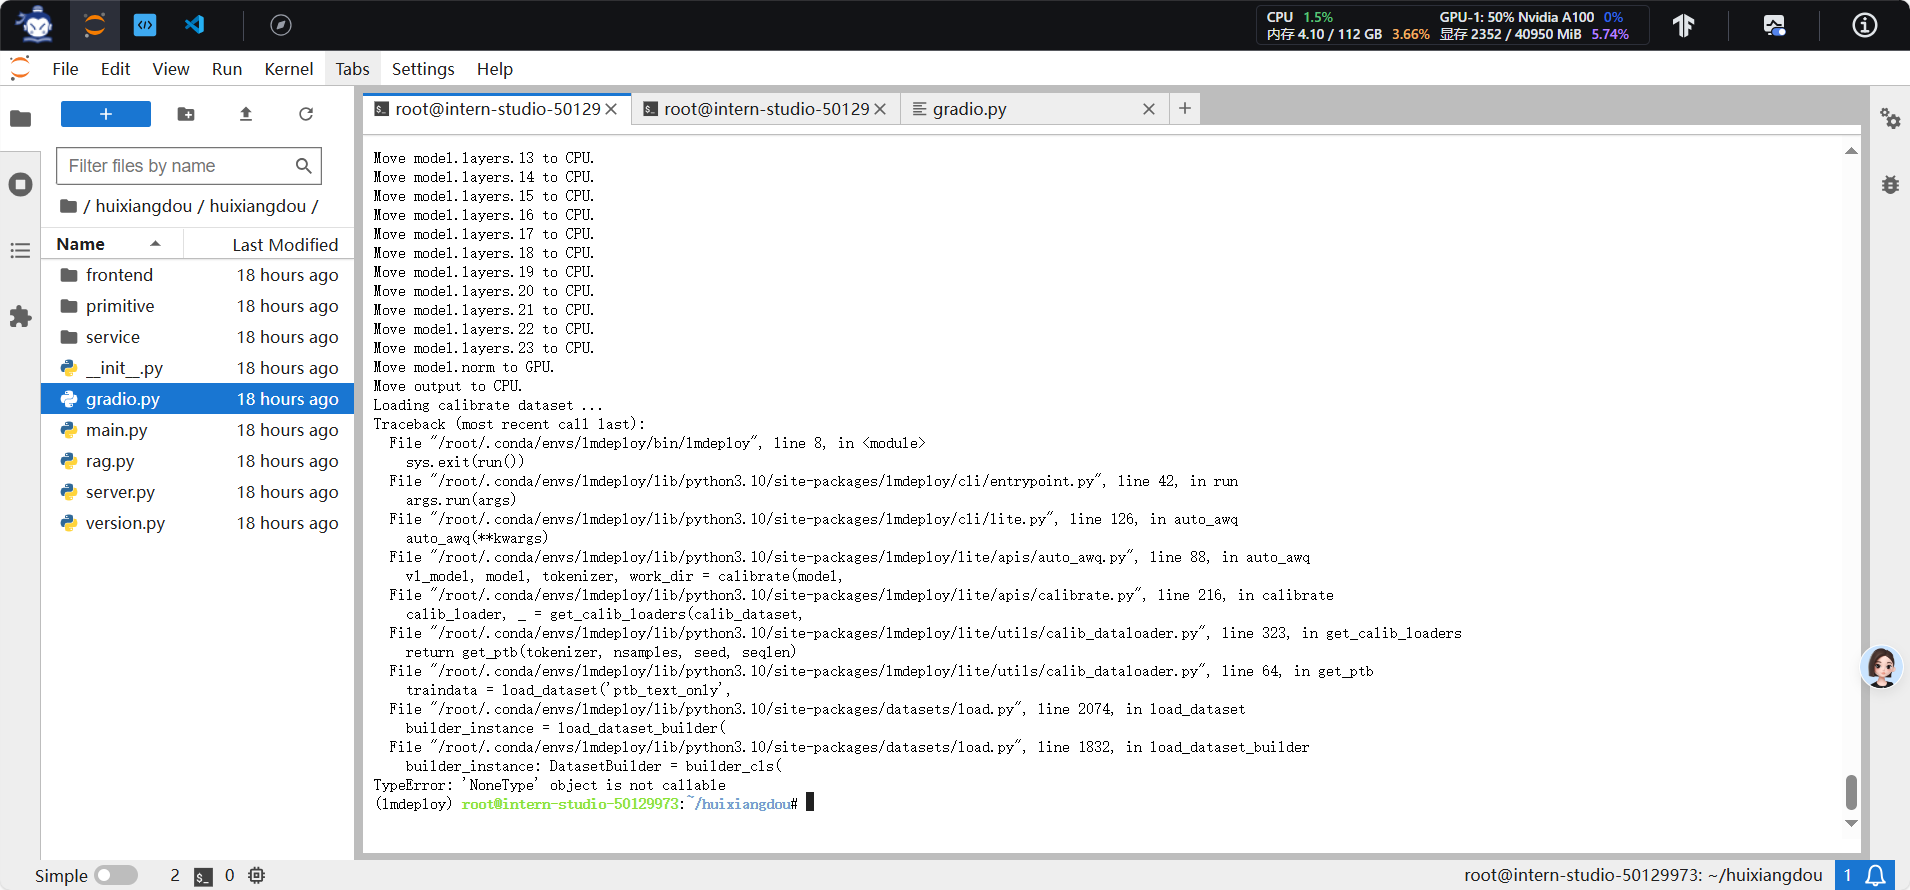 CPU 1.5%
GPU-1: 50% Nvidia A100 0%
内存 4.10 / 112 GB 3.66%
显存 2352 / 40950 MiB 5.74%
File Edit View Run Kernel Tabs Settings Help
Filter files by name
/ huixiangdou / huixiangdou /
Name Last Modified
frontend 18 hours ago
primitive 18 hours ago
service 18 hours ago
__init__.py 18 hours ago
gradio.py 18 hours ago
main.py 18 hours ago
rag.py 18 hours ago
server.py 18 hours ago
version.py 18 hours ago
root@intern-studio-50129
root@intern-studio-50129
gradio.py
Move model.layers.13 to CPU.
Move model.layers.14 to CPU.
Move model.layers.15 to CPU.
Move model.layers.16 to CPU.
Move model.layers.17 to CPU.
Move model.layers.18 to CPU.
Move model.layers.19 to CPU.
Move model.layers.20 to CPU.
Move model.layers.21 to CPU.
Move model.layers.22 to CPU.
Move model.layers.23 to CPU.
Move model.norm to GPU.
Move output to CPU.
Loading calibrate dataset ...
Traceback (most recent call last):
File "/root/.conda/envs/lmdeploy/bin/lmdeploy", line 8, in <module>
sys.exit(run())
File "/root/.conda/envs/lmdeploy/lib/python3.10/site-packages/lmdeploy/cli/entrypoint.py", line 42, in run
args.run(args)
File "/root/.conda/envs/lmdeploy/lib/python3.10/site-packages/lmdeploy/cli/lite.py", line 126, in auto_awq
auto_awq(**kwargs)
File "/root/.conda/envs/lmdeploy/lib/python3.10/site-packages/lmdeploy/lite/apis/auto_awq.py", line 88, in auto_awq
vl_model, model, tokenizer, work_dir = calibrate(model,
File "/root/.conda/envs/lmdeploy/lib/python3.10/site-packages/lmdeploy/lite/apis/calibrate.py", line 216, in calibrate
calib_loader, _ = get_calib_loaders(calib_dataset,
File "/root/.conda/envs/lmdeploy/lib/python3.10/site-packages/lmdeploy/lite/utils/calib_dataloader.py", line 323, in get_calib_loaders
return get_ptb(tokenizer, nsamples, seed, seqlen)
File "/root/.conda/envs/lmdeploy/lib/python3.10/site-packages/lmdeploy/lite/utils/calib_dataloader.py", line 64, in get_ptb
traindata = load_dataset('ptb_text_only',
File "/root/.conda/envs/lmdeploy/lib/python3.10/site-packages/datasets/load.py", line 2074, in load_dataset
builder_instance = load_dataset_builder(
File "/root/.conda/envs/lmdeploy/lib/python3.10/site-packages/datasets/load.py", line 1832, in load_dataset_builder
builder_instance: DatasetBuilder = builder_cls(
TypeError: 'NoneType' object is not callable
(lmdeploy) root@intern-studio-50129973:~/huixiangdou#
Simple 2 0
root@intern-studio-50129973: ~/huixiangdou 1